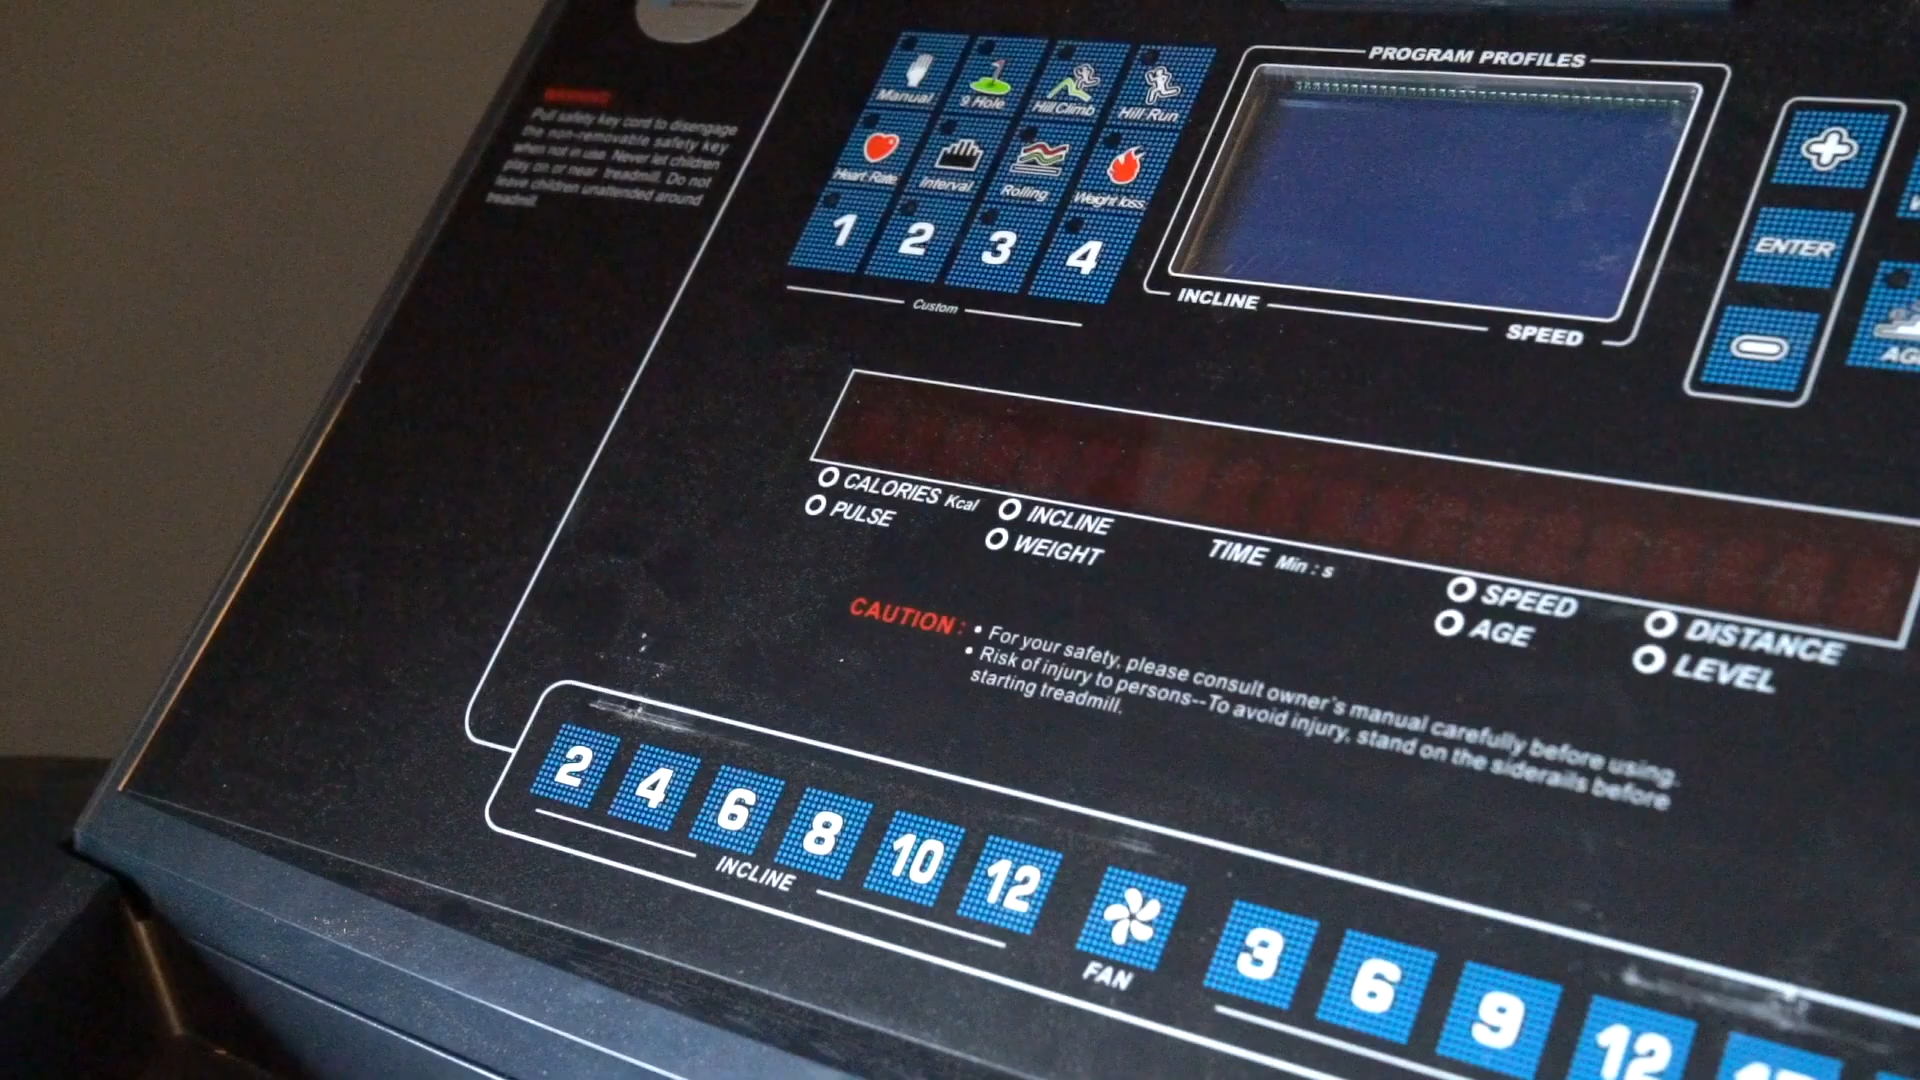 WARNING:
Pull safety key cord to disengage
the non-removable safety key
when not in use. Never let children
play on or near treadmill. Do not
leave children unattended around
treadmill.
Manual
9 Hole
Hill Climb
Hill Run
Heart Rate
Interval
Rolling
Weight loss
1
2
3
4
Custom
PROGRAM PROFILES
INCLINE
SPEED
ENTER
CALORIES Kcal
PULSE
INCLINE
WEIGHT
TIME Min : s
SPEED
AGE
DISTANCE
LEVEL
CAUTION: • For your safety, please consult owner's manual carefully before using.
• Risk of injury to persons--To avoid injury, stand on the siderails before
starting treadmill.
2
4
6
8
10
12
INCLINE
FAN
3
6
9
12